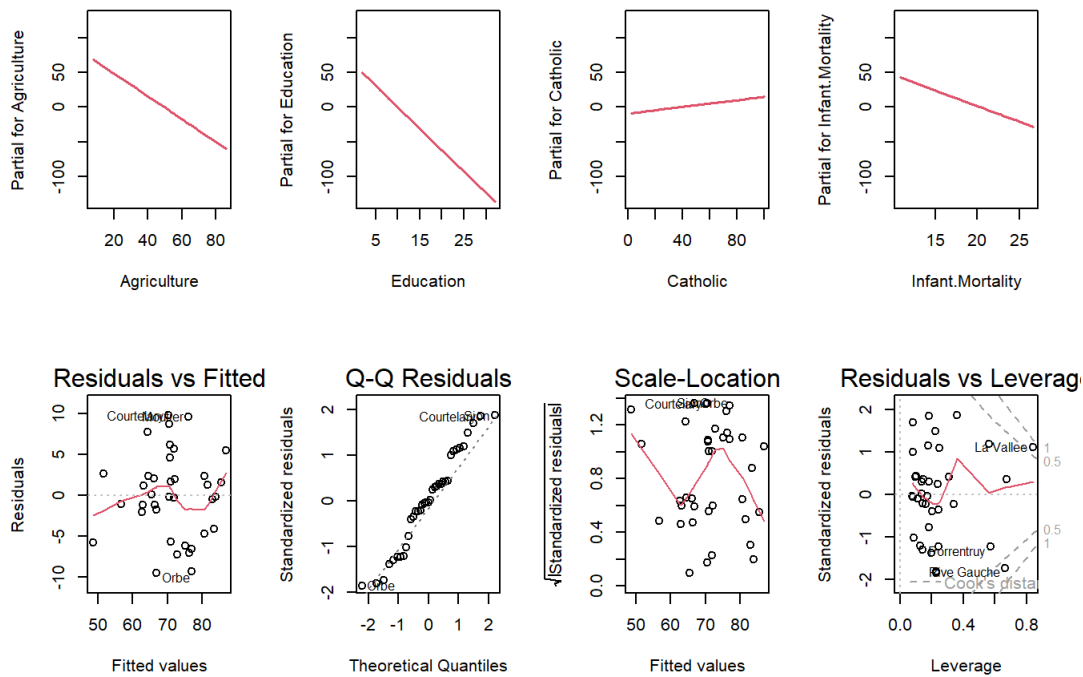 Partial for Agriculture
50
0
-100
20 40 60 80
Agriculture
Partial for Education
50
0
-100
5 15 25
Education
Partial for Catholic
50
0
-100
0 40 80
Catholic
Partial for Infant.Mortality
50
0
-100
15 20 25
Infant.Mortality
Residuals vs Fitted
Residuals
10
5
0
-5
-10
Orbe
50 60 70 80
Fitted values
Q-Q Residuals
Standardized residuals
2
1
0
-1
-2
Orbe
-2 -1 0 1 2
Theoretical Quantiles
Scale-Location
√|Standardized residuals
1.2
0.8
0.4
0.0
50 60 70 80
Fitted values
Residuals vs Leverage
Standardized residuals
2
1
0
-1
-2
La Vallee
1
0.5
0.5
1
Porrentruy
Rive Gauche
Cook's dista
0.0 0.4 0.8
Leverage